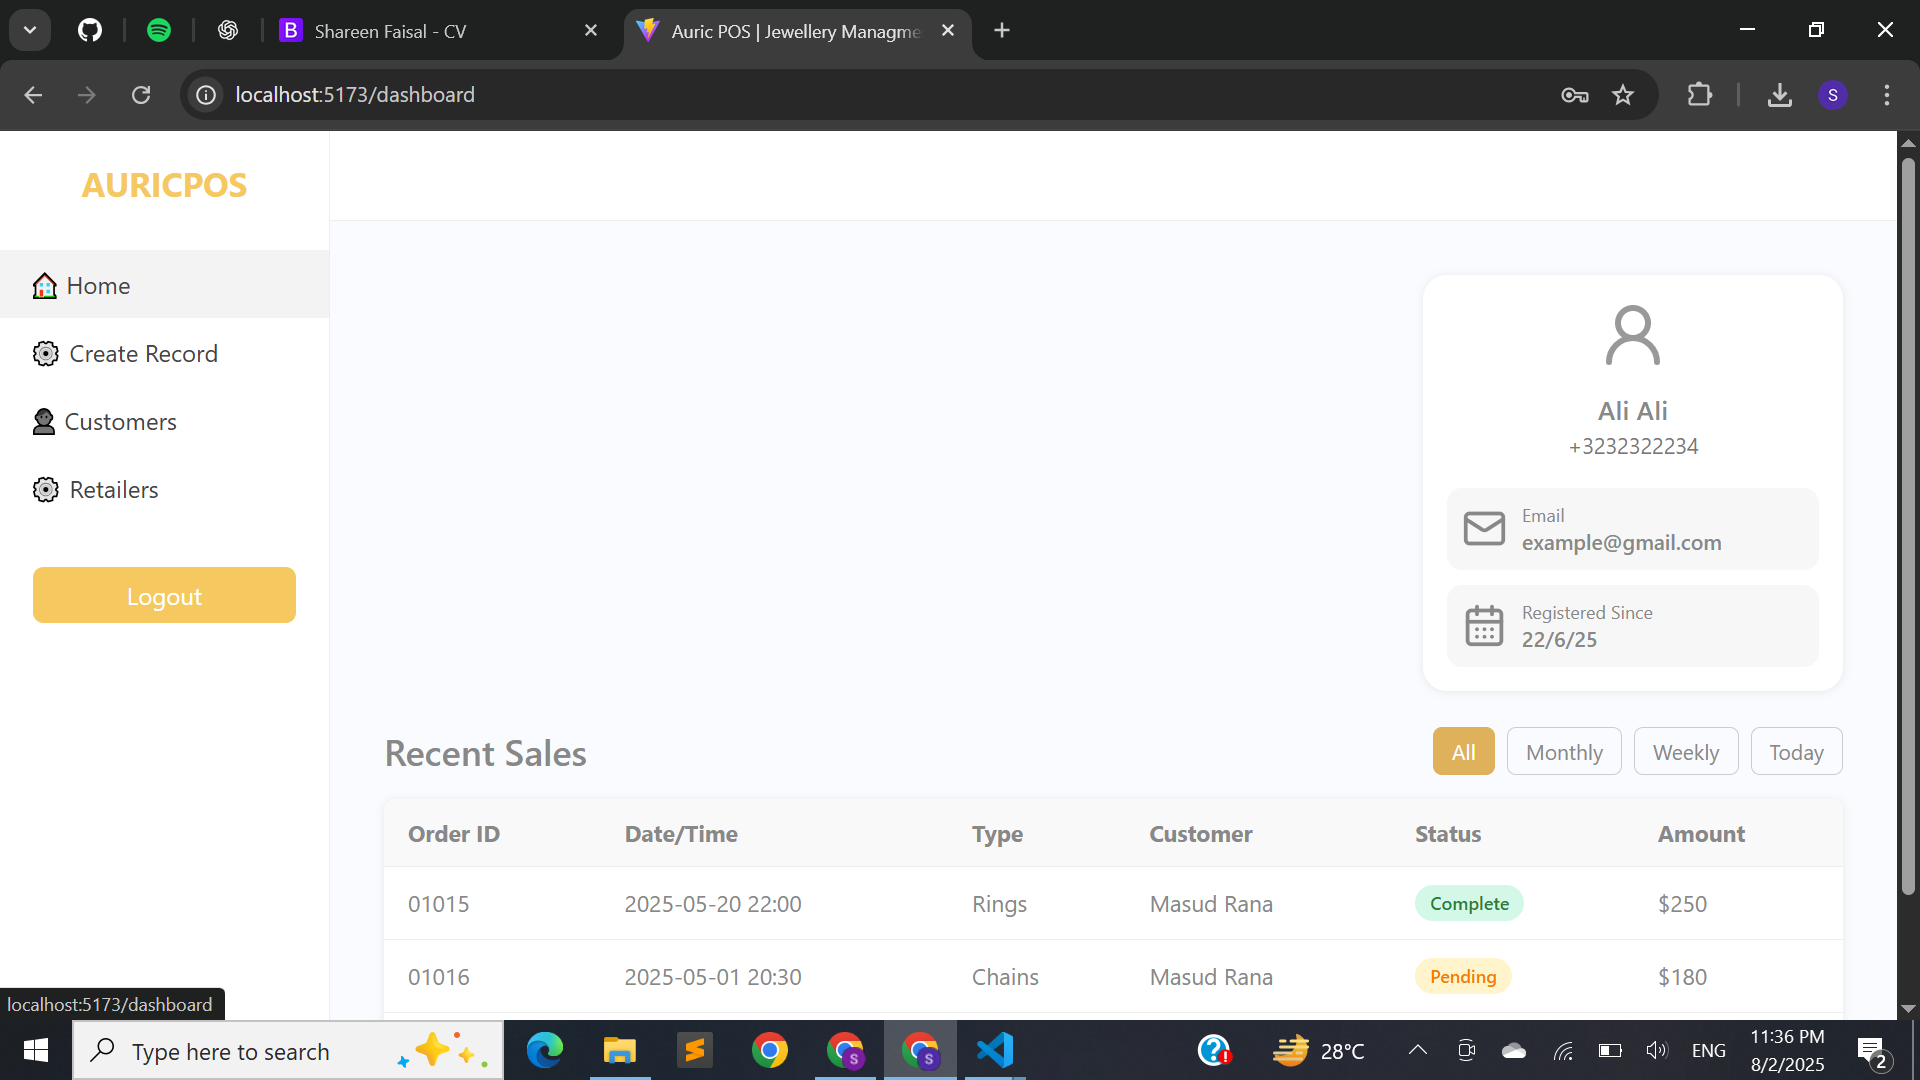 Shareen Faisal - CV
Auric POS | Jewellery Managme
localhost:5173/dashboard
S
AURICPOS
Home
Create Record
Customers
Retailers
Logout
Ali Ali
+3232322234
Email
example@gmail.com
Registered Since
22/6/25
Recent Sales
All
Monthly
Weekly
Today
Order ID Date/Time Type Customer Status Amount
01015 2025-05-20 22:00 Rings Masud Rana Complete $250
01016 2025-05-01 20:30 Chains Masud Rana Pending $180
localhost:5173/dashboard
Type here to search
28°C
ENG
11:36 PM
8/2/2025
2